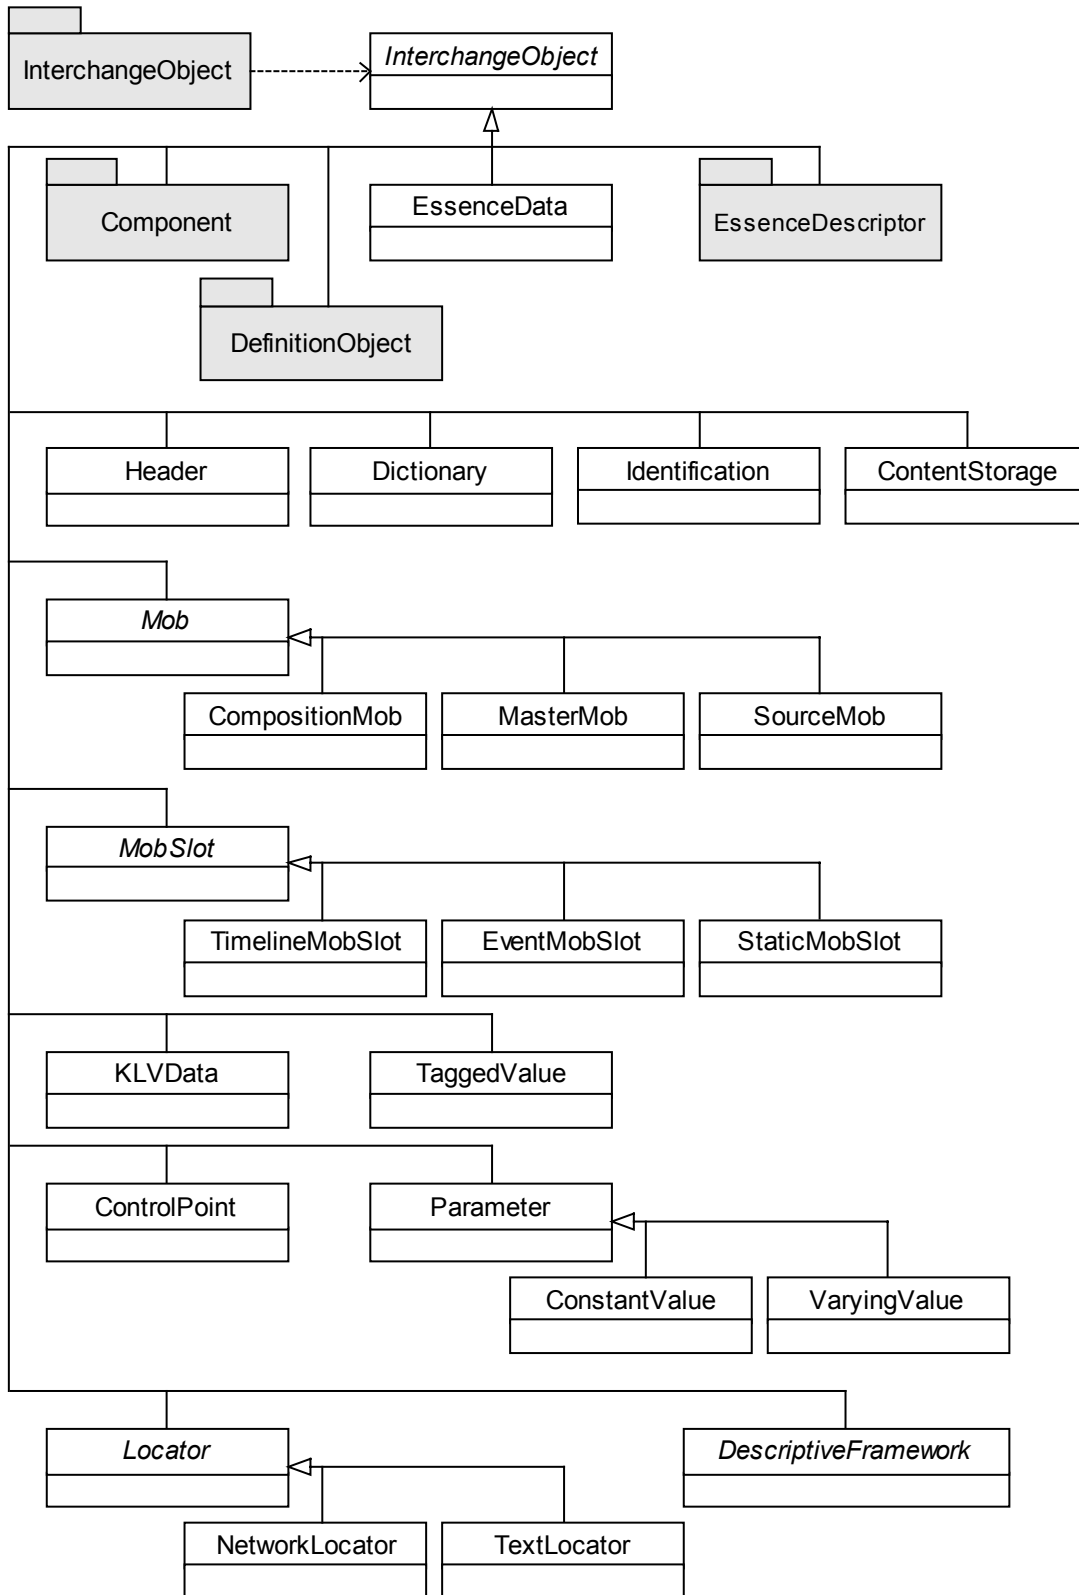 InterchangeObject
InterchangeObject
Component
EssenceData
EssenceDescriptor
DefinitionObject
Header
Dictionary
Identification
ContentStorage
Mob
CompositionMob
MasterMob
SourceMob
MobSlot
TimelineMobSlot
EventMobSlot
StaticMobSlot
KLVData
TaggedValue
ControlPoint
Parameter
ConstantValue
VaryingValue
Locator
DescriptiveFramework
NetworkLocator
TextLocator